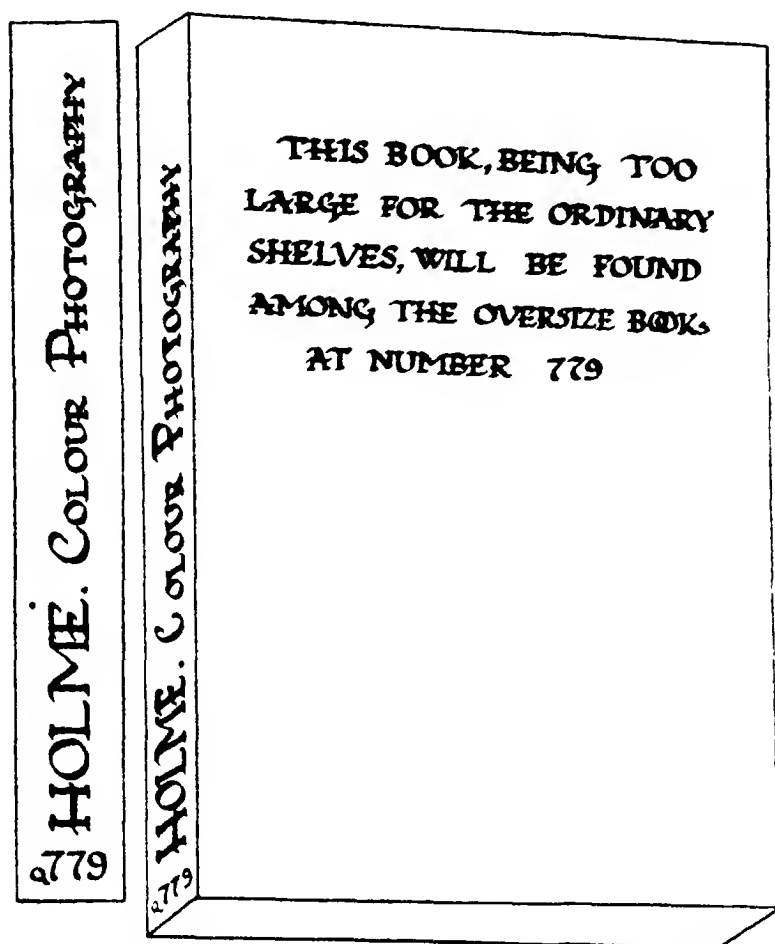 HOLME. COLOUR PHOTOGRAPHY
Q779
HOLME. COLOUR PHOTOGRAPHY
Q779
THIS BOOK, BEING TOO
LARGE FOR THE ORDINARY
SHELVES, WILL BE FOUND
AMONG THE OVERSIZE BOOKS
AT NUMBER 779